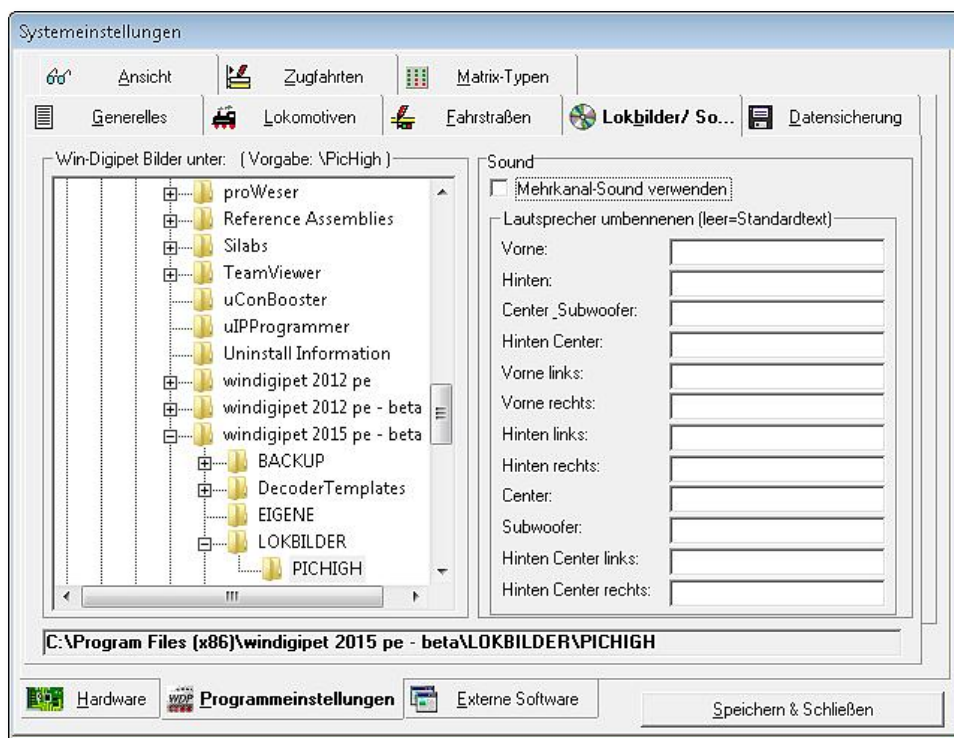 Systemeinstellungen
Ansicht
Zugfahrten
Matrix-Typen
Generelles
Lokomotiven
Fahrstraßen
Lokbilder/ So...
Datensicherung
Win-Digipet Bilder unter: (Vorgabe: \PicHigh )
proWeser
Reference Assemblies
Silabs
TeamViewer
uConBooster
uIPProgrammer
Uninstall Information
windigipet 2012 pe
windigipet 2012 pe - beta
windigipet 2015 pe - beta
BACKUP
DecoderTemplates
EIGENE
LOKBILDER
PICHIGH
Sound
Mehrkanal-Sound verwenden
Lautsprecher umbennenen (leer=Standardtext)
Vorne:
Hinten:
Center_Subwoofer:
Hinten Center:
Vorne links:
Vorne rechts:
Hinten links:
Hinten rechts:
Center:
Subwoofer:
Hinten Center links:
Hinten Center rechts:
C:\Program Files (x86)\windigipet 2015 pe - beta\LOKBILDER\PICHIGH
Hardware
WDP
Programmeinstellungen
Externe Software
Speichern & Schließen